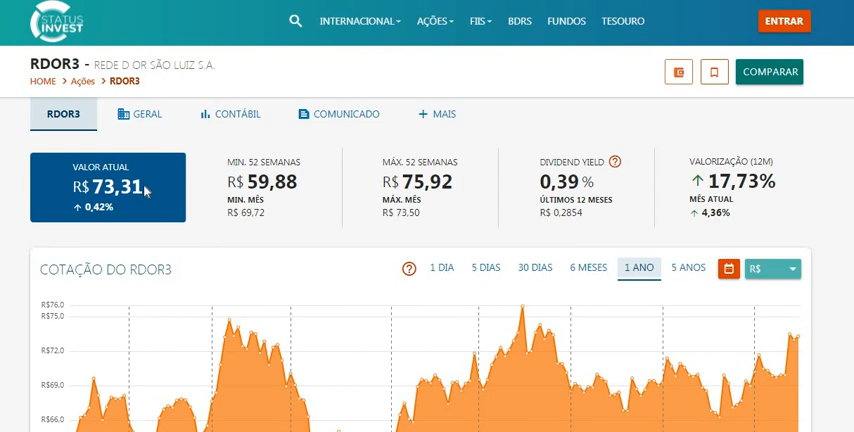 STATUS
INVEST
INTERNACIONAL
AÇÕES
FIIS
BDRS
FUNDOS
TESOURO
ENTRAR
RDOR3 - REDE D OR SÃO LUIZ S.A.
HOME > Ações > RDOR3
COMPARAR
RDOR3
GERAL
CONTÁBIL
COMUNICADO
+ MAIS
VALOR ATUAL
R$ 73,31
↑ 0,42%
MIN. 52 SEMANAS
R$ 59,88
MIN. MÊS
R$ 69,72
MÁX. 52 SEMANAS
R$ 75,92
MÁX. MÊS
R$ 73,50
DIVIDEND YIELD ?
0,39 %
ÚLTIMOS 12 MESES
R$ 0,2854
VALORIZAÇÃO (12M)
↑ 17,73%
MÊS ATUAL
↑ 4,36%
COTAÇÃO DO RDOR3
?
1 DIA
5 DIAS
30 DIAS
6 MESES
1 ANO
5 ANOS
R$
R$76.0
R$75.0
R$72.0
R$69.0
R$66.0